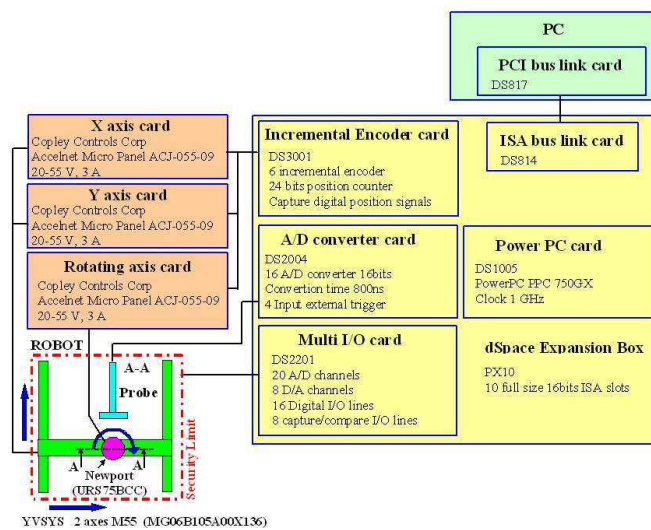 PC
PCI bus link card
DS817
X axis card
Copley Controls Corp
Accelnet Micro Panel ACJ-055-09
20-55 V, 3 A
Incremental Encoder card
DS3001
6 incremental encoder
24 bits position counter
Capture digital position signals
ISA bus link card
DS814
Y axis card
Copley Controls Corp
Accelnet Micro Panel ACJ-055-09
20-55 V, 3 A
A/D converter card
DS2004
16 A/D converter 16bits
Convertion time 800ns
4 Input external trigger
Power PC card
DS1005
PowerPC PPC 750GX
Clock 1 GHz
Rotating axis card
Copley Controls Corp
Accelnet Micro Panel ACJ-055-09
20-55 V, 3 A
Multi I/O card
DS2201
20 A/D channels
8 D/A channels
16 Digital I/O lines
8 capture/compare I/O lines
dSpace Expansion Box
PX10
10 full size 16bits ISA slots
ROBOT
A-A
Probe
A
A
Newport
(URS75BCC)
Security Limit
YVSYS 2 axes M55 (MG06B105A00X136)